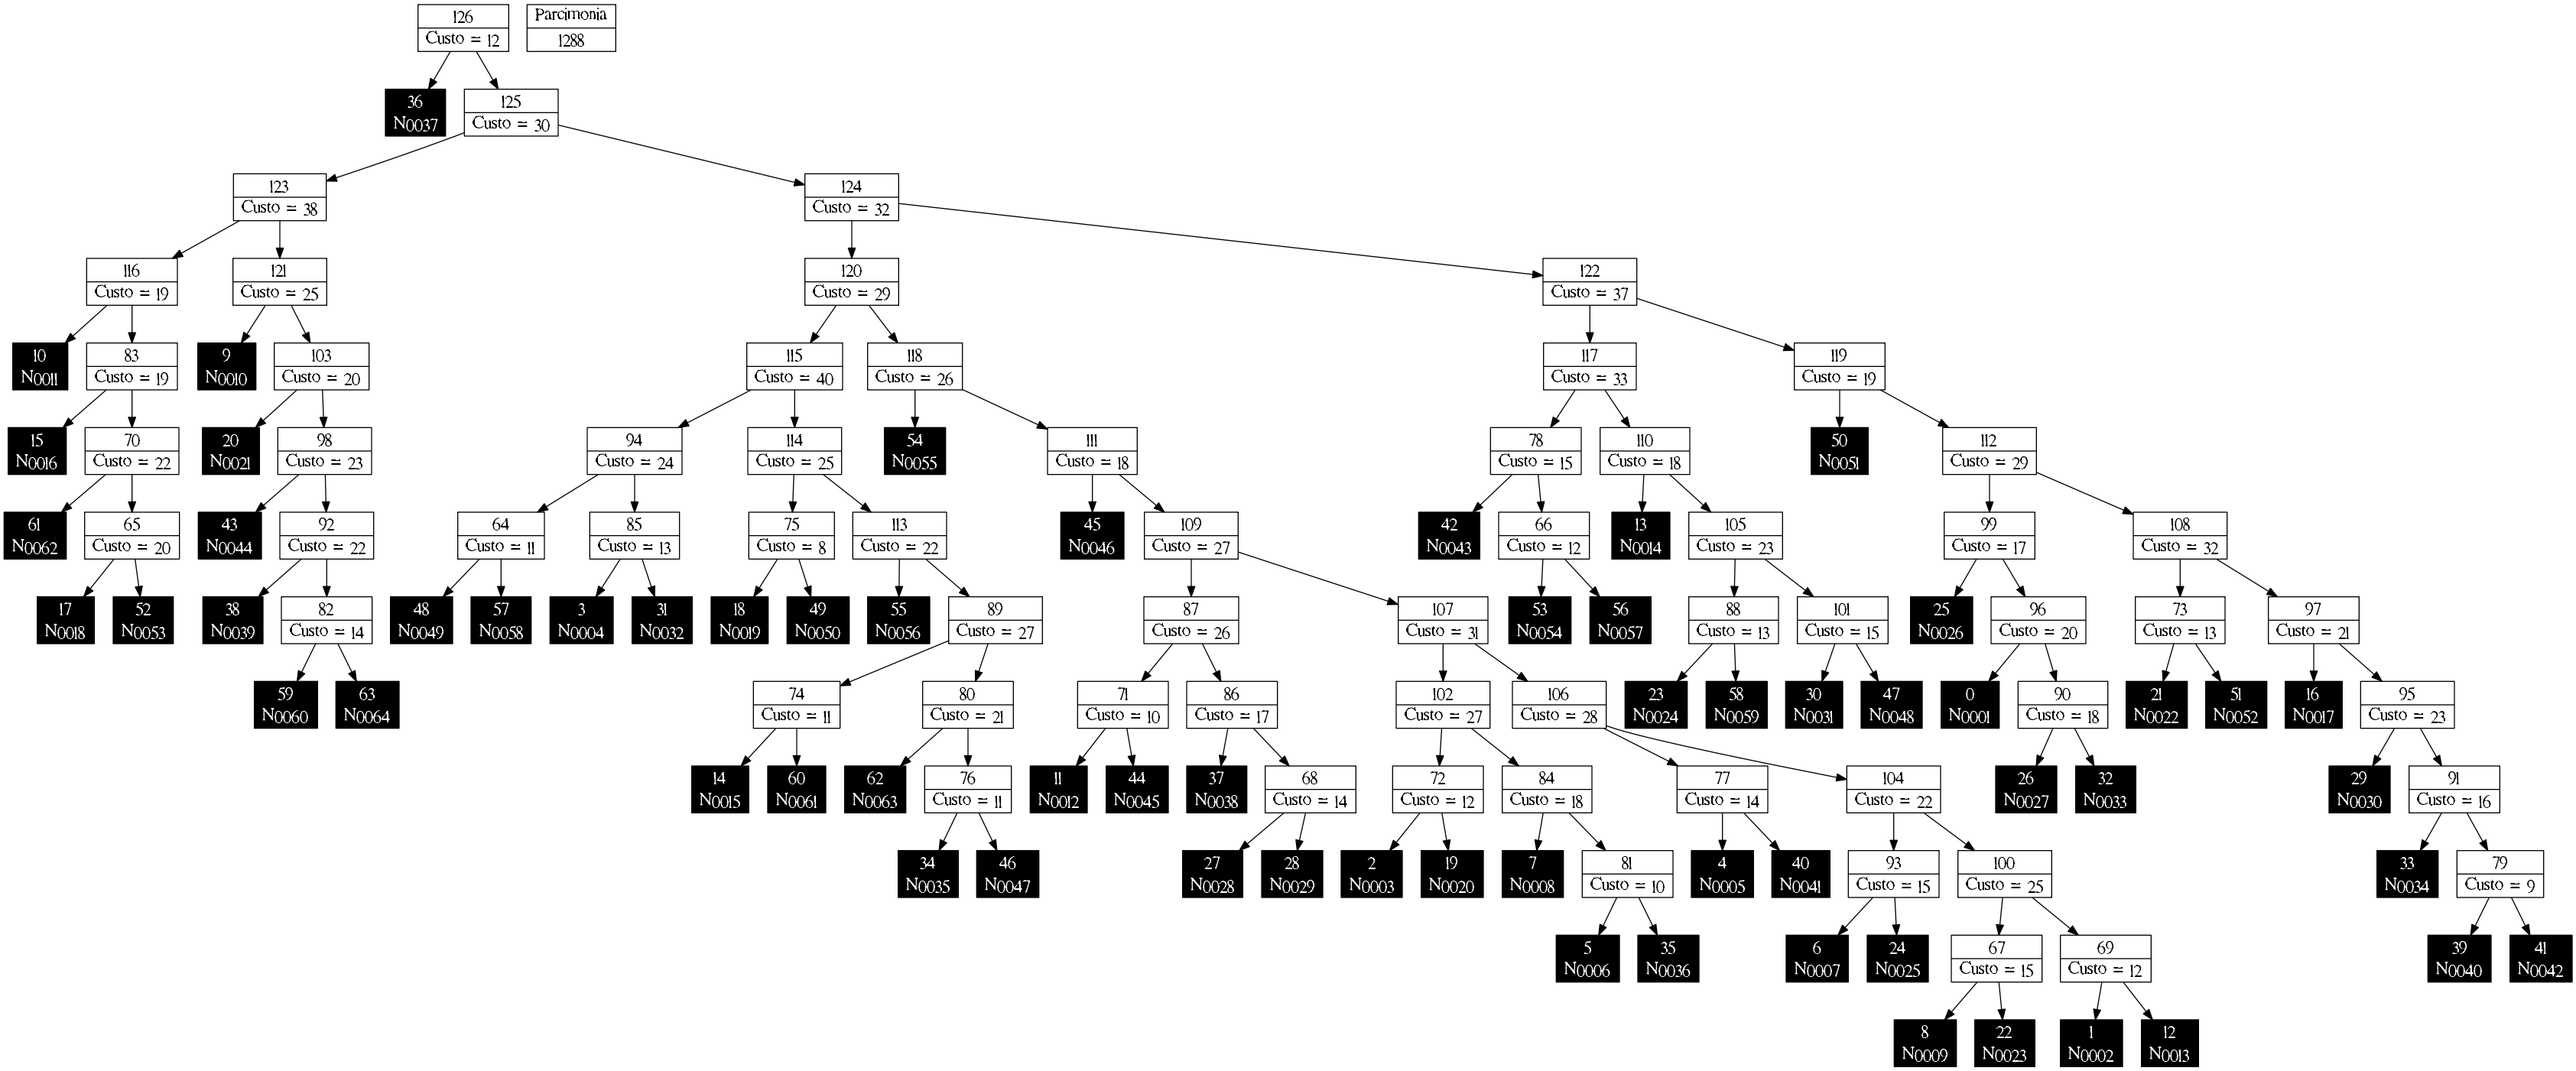 126
Custo = 12
Parcimonia
1288
36
N0037
125
Custo = 30
123
Custo = 38
124
Custo = 32
116
Custo = 19
121
Custo = 25
120
Custo = 29
122
Custo = 37
10
N0011
83
Custo = 19
9
N0010
103
Custo = 20
115
Custo = 40
118
Custo = 26
117
Custo = 33
119
Custo = 19
15
N0016
70
Custo = 22
20
N0021
98
Custo = 23
94
Custo = 24
114
Custo = 25
54
N0055
111
Custo = 18
78
Custo = 15
110
Custo = 18
50
N0051
112
Custo = 29
61
N0062
65
Custo = 20
43
N0044
92
Custo = 22
64
Custo = 11
85
Custo = 13
75
Custo = 8
113
Custo = 22
45
N0046
109
Custo = 27
42
N0043
66
Custo = 12
13
N0014
105
Custo = 23
99
Custo = 17
108
Custo = 32
17
N0018
52
N0053
38
N0039
82
Custo = 14
48
N0049
57
N0058
3
N0004
31
N0032
18
N0019
49
N0050
55
N0056
89
Custo = 27
87
Custo = 26
107
Custo = 31
53
N0054
56
N0057
88
Custo = 13
101
Custo = 15
25
N0026
96
Custo = 20
73
Custo = 13
97
Custo = 21
59
N0060
63
N0064
74
Custo = 11
80
Custo = 21
71
Custo = 10
86
Custo = 17
102
Custo = 27
106
Custo = 28
23
N0024
58
N0059
30
N0031
47
N0048
0
N0001
90
Custo = 18
21
N0022
51
N0052
16
N0017
95
Custo = 23
14
N0015
60
N0061
62
N0063
76
Custo = 11
11
N0012
44
N0045
37
N0038
68
Custo = 14
72
Custo = 12
84
Custo = 18
77
Custo = 14
104
Custo = 22
26
N0027
32
N0033
29
N0030
91
Custo = 16
34
N0035
46
N0047
27
N0028
28
N0029
2
N0003
19
N0020
7
N0008
81
Custo = 10
4
N0005
40
N0041
93
Custo = 15
100
Custo = 25
33
N0034
79
Custo = 9
5
N0006
35
N0036
6
N0007
24
N0025
67
Custo = 15
69
Custo = 12
39
N0040
41
N0042
8
N0009
22
N0023
1
N0002
12
N0013